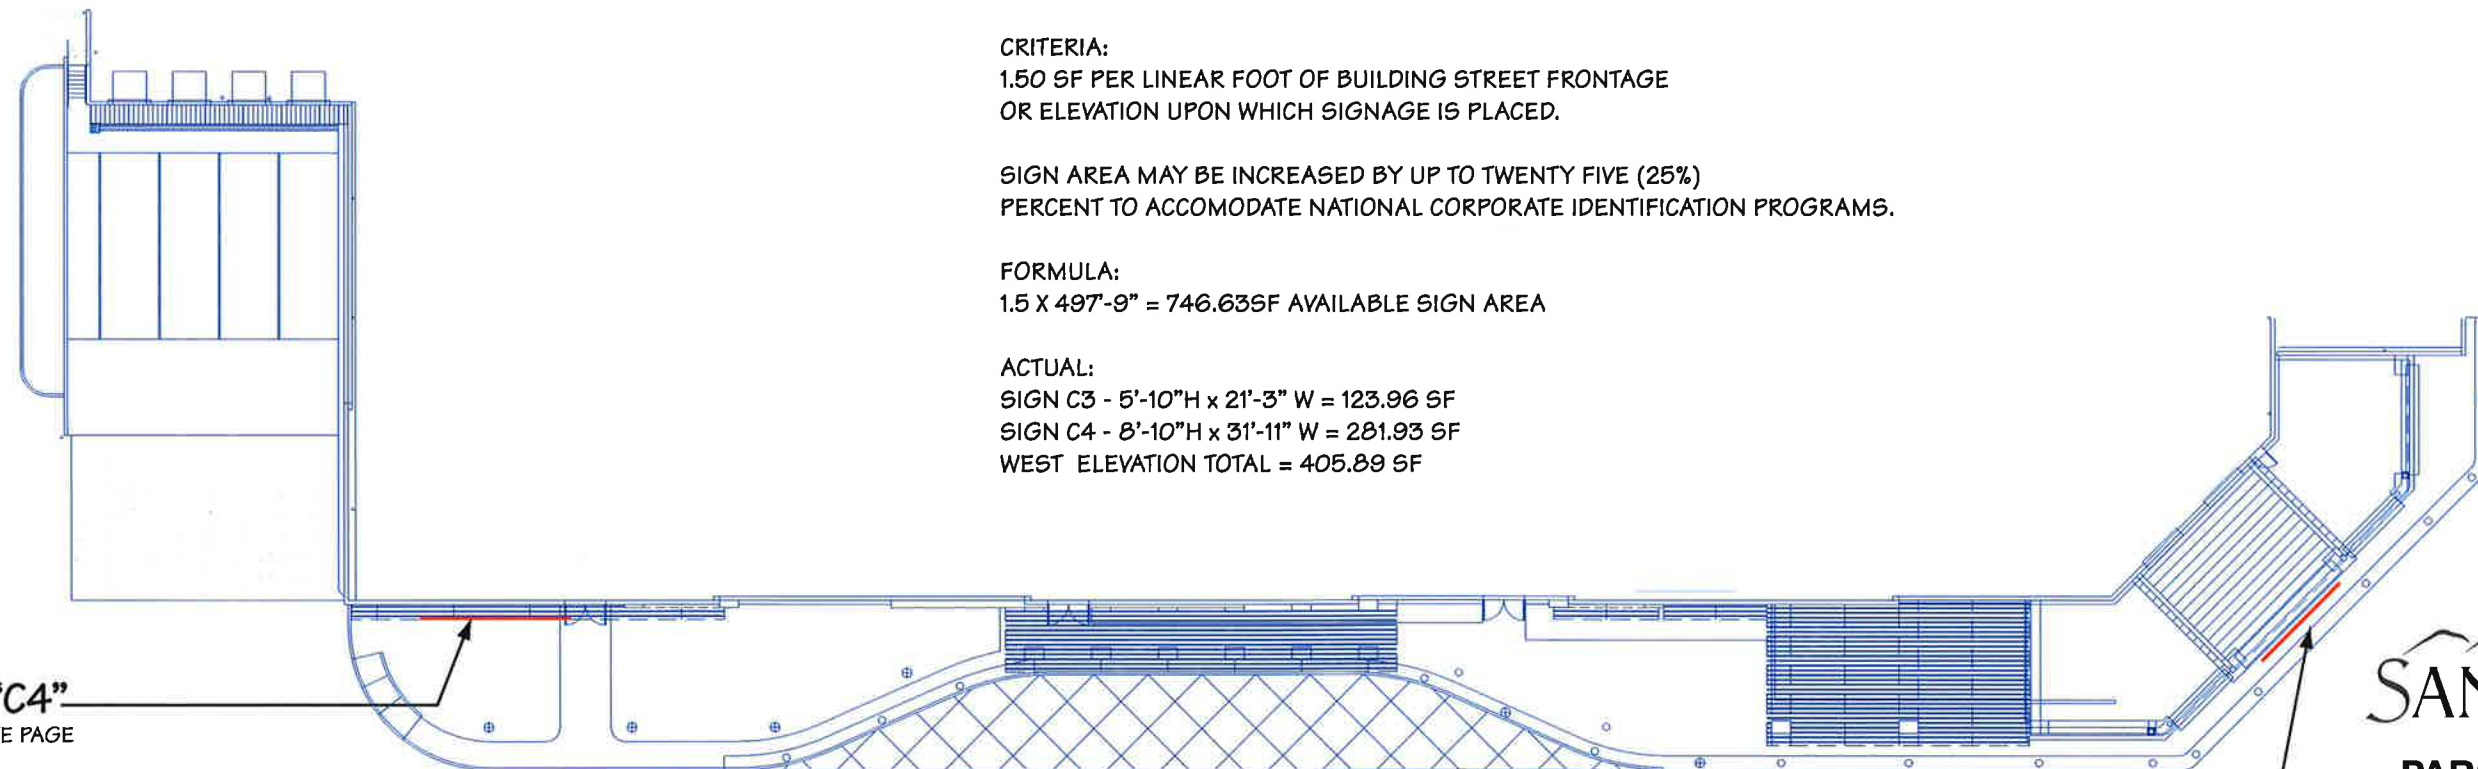 CRITERIA:
1.50 SF PER LINEAR FOOT OF BUILDING STREET FRONTAGE
OR ELEVATION UPON WHICH SIGNAGE IS PLACED.
SIGN AREA MAY BE INCREASED BY UP TO TWENTY FIVE (25%)
PERCENT TO ACCOMODATE NATIONAL CORPORATE IDENTIFICATION PROGRAMS.
FORMULA:
1.5 X 497'-9" = 746.63SF AVAILABLE SIGN AREA
ACTUAL:
SIGN C3 - 5'-10"H x 21'-3" W = 123.96 SF
SIGN C4 - 8'-10"H x 31'-11" W = 281.93 SF
WEST ELEVATION TOTAL = 405.89 SF
"C4"
PAGE